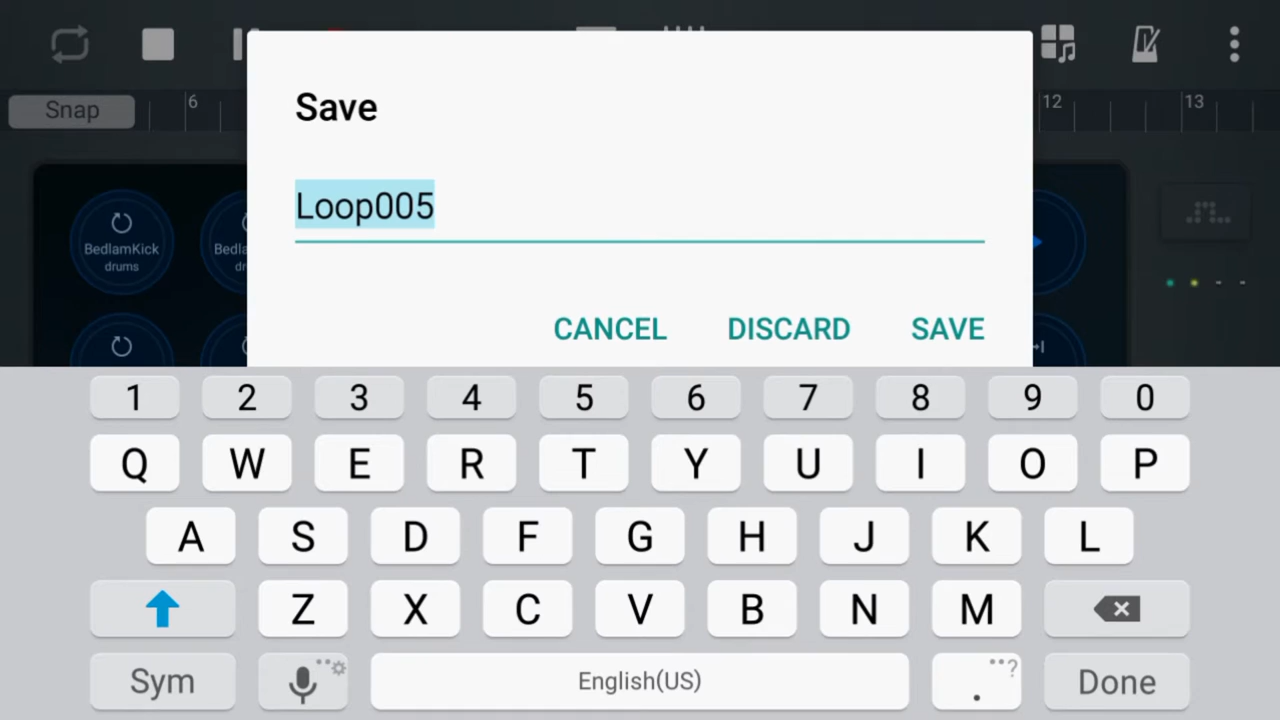 Snap
6
12
13
BedlamKick
drums
Save
Loop005
CANCEL DISCARD SAVE
1 2 3 4 5 6 7 8 9 0
Q W E R T Y U I O P
A S D F G H J K L
Z X C V B N M
Sym
English(US)
. ?
Done